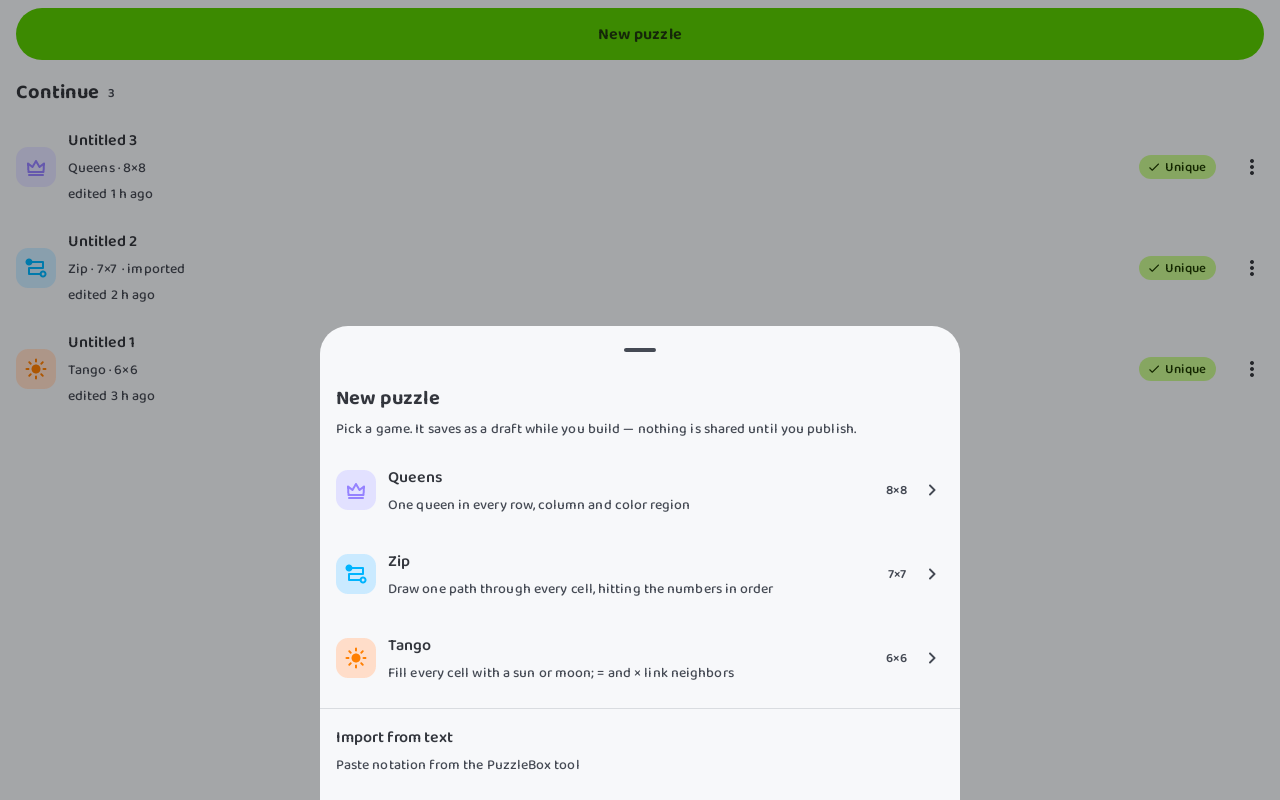 New puzzle
Continue 3
Untitled 3
Queens · 8×8
edited 1 h ago
Unique
Untitled 2
Zip · 7×7 · imported
edited 2 h ago
Unique
Untitled 1
Tango · 6×6
edited 3 h ago
Unique
New puzzle
Pick a game. It saves as a draft while you build — nothing is shared until you publish.
Queens
One queen in every row, column and color region
8×8
Zip
Draw one path through every cell, hitting the numbers in order
7×7
Tango
Fill every cell with a sun or moon; = and × link neighbors
6×6
Import from text
Paste notation from the PuzzleBox tool